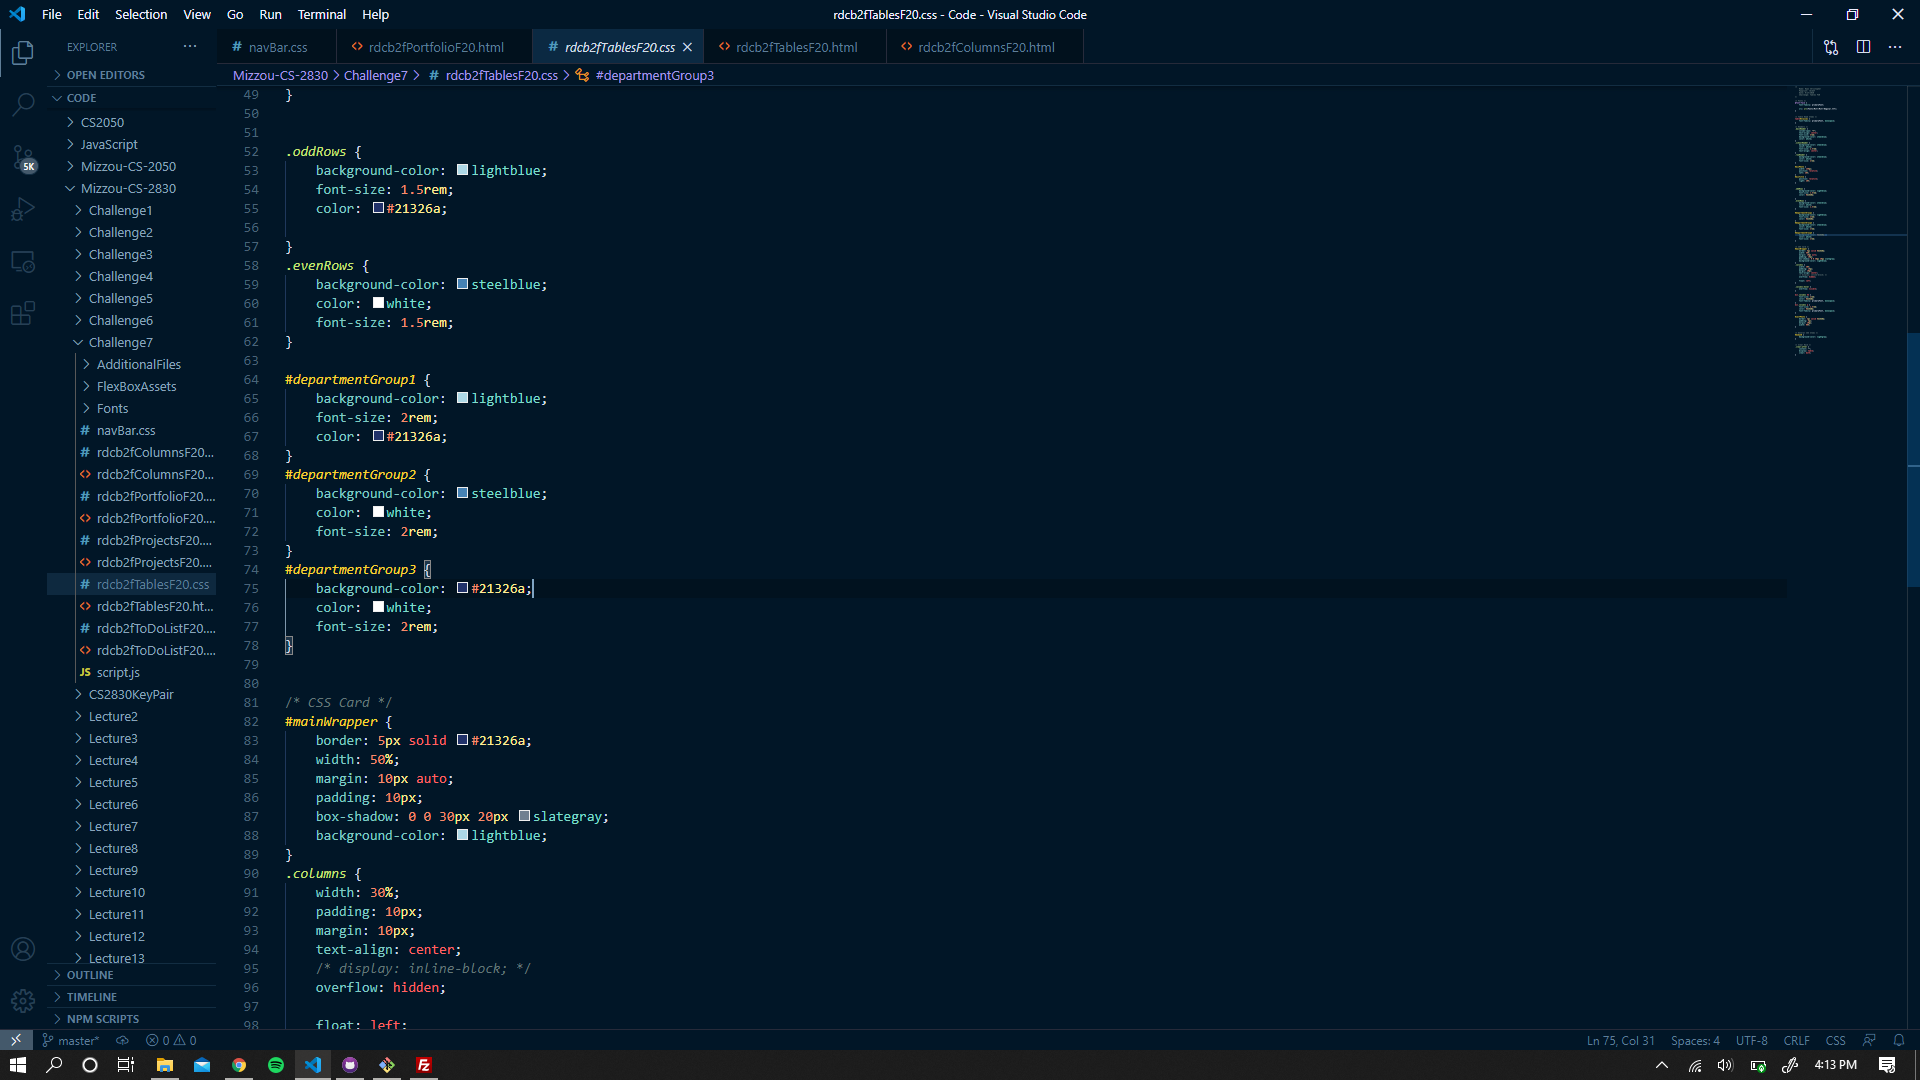 File Edit Selection View Go Run Terminal Help
rdcb2fTablesF20.css - Code - Visual Studio Code
EXPLORER
OPEN EDITORS
CODE
CS2050
JavaScript
Mizzou-CS-2050
Mizzou-CS-2830
Challenge1
Challenge2
Challenge3
Challenge4
Challenge5
Challenge6
Challenge7
AdditionalFiles
FlexBoxAssets
Fonts
# navBar.css
# rdcb2fColumnsF20...
<> rdcb2fColumnsF20...
# rdcb2fPortfolioF20....
<> rdcb2fPortfolioF20....
# rdcb2fProjectsF20....
<> rdcb2fProjectsF20....
# rdcb2fTablesF20.css
<> rdcb2fTablesF20.ht...
# rdcb2fToDoListF20....
<> rdcb2fToDoListF20....
JS script.js
CS2830KeyPair
Lecture2
Lecture3
Lecture4
Lecture5
Lecture6
Lecture7
Lecture8
Lecture9
Lecture10
Lecture11
Lecture12
Lecture13
OUTLINE
TIMELINE
NPM SCRIPTS
5K
# navBar.css
<> rdcb2fPortfolioF20.html
# rdcb2fTablesF20.css
<> rdcb2fTablesF20.html
<> rdcb2fColumnsF20.html
Mizzou-CS-2830 > Challenge7 > # rdcb2fTablesF20.css > #departmentGroup3
49 }
50
51
52 .oddRows {
53 background-color: lightblue;
54 font-size: 1.5rem;
55 color: #21326a;
56
57 }
58 .evenRows {
59 background-color: steelblue;
60 color: white;
61 font-size: 1.5rem;
62 }
63
64 #departmentGroup1 {
65 background-color: lightblue;
66 font-size: 2rem;
67 color: #21326a;
68 }
69 #departmentGroup2 {
70 background-color: steelblue;
71 color: white;
72 font-size: 2rem;
73 }
74 #departmentGroup3 {
75 background-color: #21326a;
76 color: white;
77 font-size: 2rem;
78 }
79
80
81 /* CSS Card */
82 #mainWrapper {
83 border: 5px solid #21326a;
84 width: 50%;
85 margin: 10px auto;
86 padding: 10px;
87 box-shadow: 0 0 30px 20px slategray;
88 background-color: lightblue;
89 }
90 .columns {
91 width: 30%;
92 padding: 10px;
93 margin: 10px;
94 text-align: center;
95 /* display: inline-block; */
96 overflow: hidden;
97
98 float: left;
master* 0 0
Ln 75, Col 31 Spaces: 4 UTF-8 CRLF CSS
Fz
4:13 PM